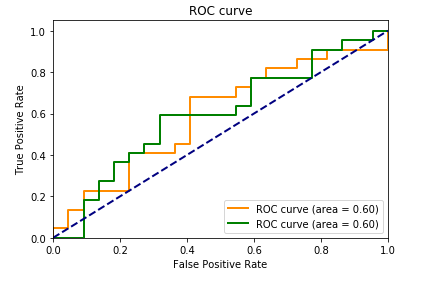 ROC curve
True Positive Rate
1.0
0.8
0.6
0.4
0.2
0.0
ROC curve (area = 0.60)
ROC curve (area = 0.60)
0.0 0.2 0.4 0.6 0.8 1.0
False Positive Rate